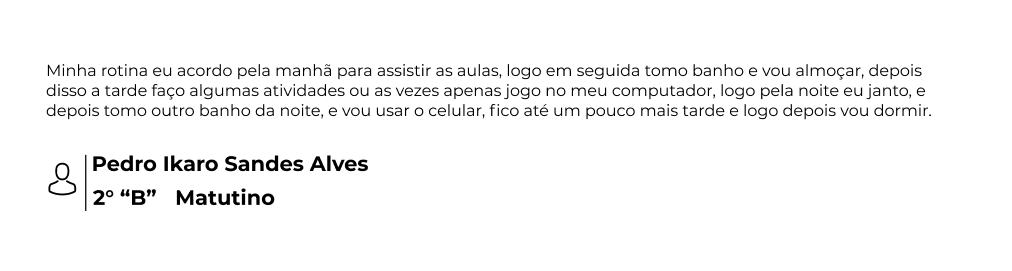 Minha rotina eu acordo pela manhã para assistir as aulas, logo em seguida tomo banho e vou almoçar, depois
disso a tarde faço algumas atividades ou as vezes apenas jogo no meu computador, logo pela noite eu janto, e
depois tomo outro banho da noite, e vou usar o celular, fico até um pouco mais tarde e logo depois vou dormir.
Pedro Ikaro Sandes Alves
2° “B” Matutino